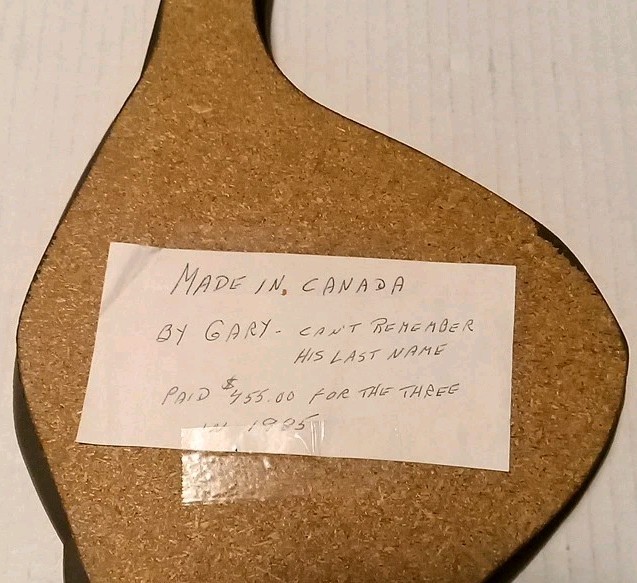 MADE IN CANADA
BY GARY - CAN'T REMEMBER
HIS LAST NAME
PAID $455.00 FOR THE THREE
IN 1985